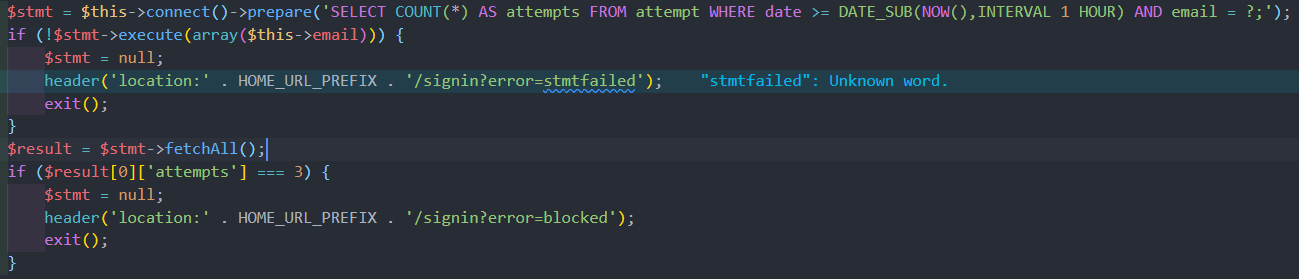 $stmt = $this->connect()->prepare('SELECT COUNT(*) AS attempts FROM attempt WHERE date >= DATE_SUB(NOW(),INTERVAL 1 HOUR) AND email = ?;');
if (!$stmt->execute(array($this->email))) {
    $stmt = null;
    header('location:' . HOME_URL_PREFIX . '/signin?error=stmtfailed');    "stmtfailed": Unknown word.
    exit();
}
$result = $stmt->fetchAll();
if ($result[0]['attempts'] === 3) {
    $stmt = null;
    header('location:' . HOME_URL_PREFIX . '/signin?error=blocked');
    exit();
}